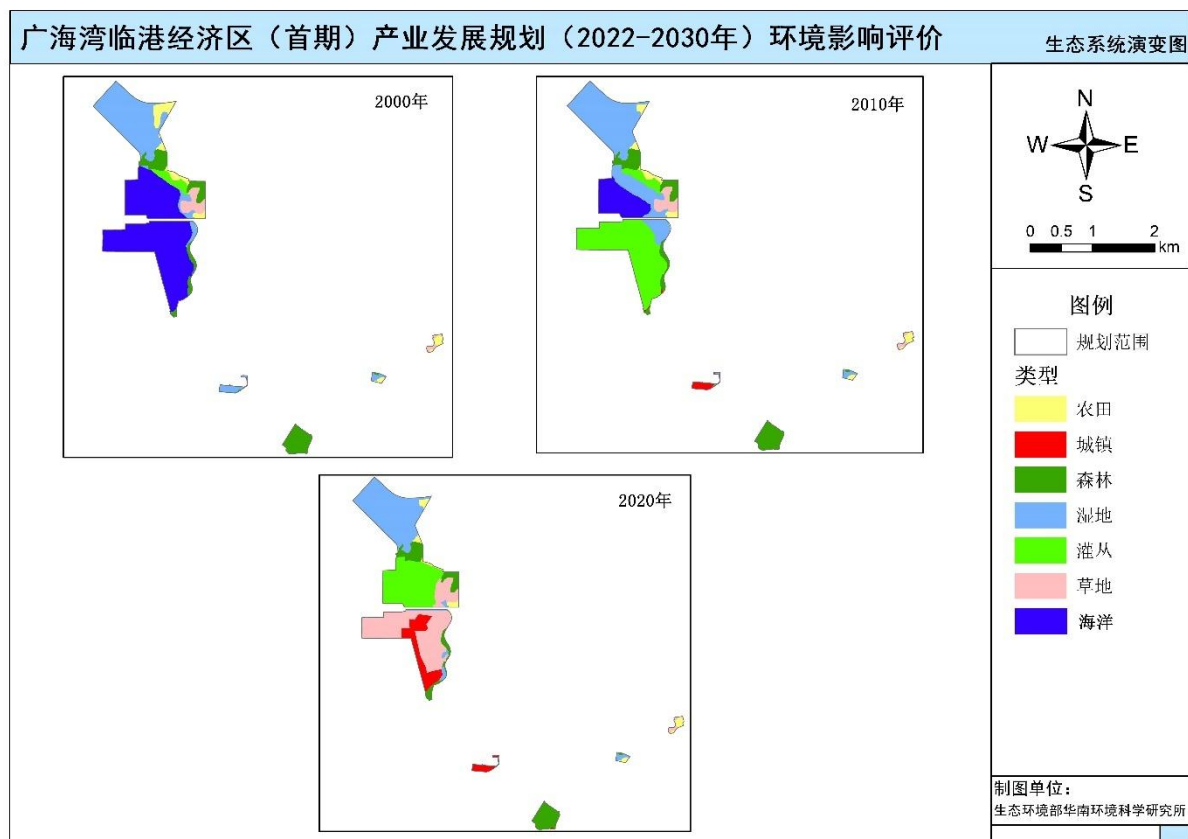 广海湾临港经济区（首期）产业发展规划（2022-2030年）环境影响评价
生态系统演变图
2000年
2010年
2020年
N
W E
S
0 0.5 1 2
km
图例
规划范围
类型
农田
城镇
森林
湿地
灌丛
草地
海洋
制图单位：
生态环境部华南环境科学研究所